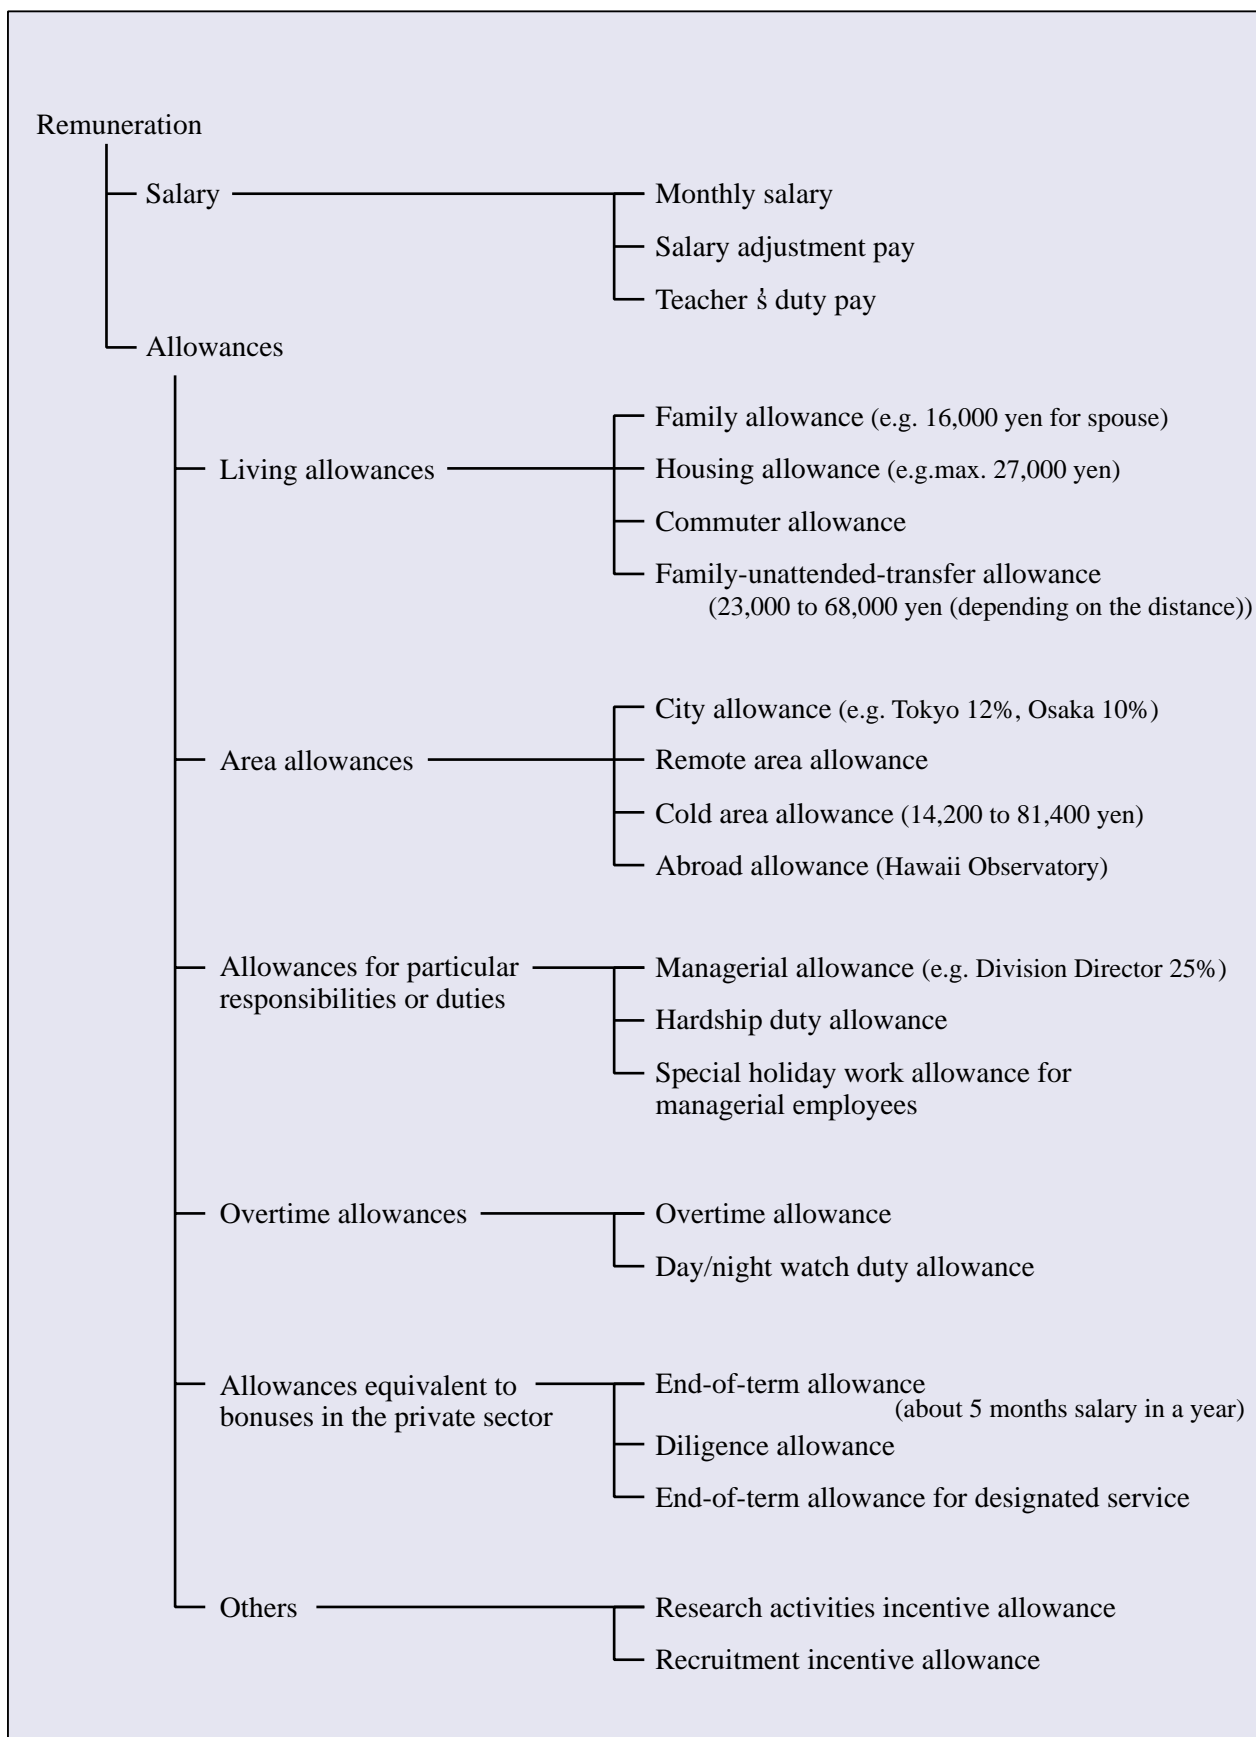 Remuneration
Salary
Monthly salary
Salary adjustment pay
Teacher's duty pay
Allowances
Living allowances
Family allowance (e.g. 16,000 yen for spouse)
Housing allowance (e.g.max. 27,000 yen)
Commuter allowance
Family-unattended-transfer allowance
(23,000 to 68,000 yen (depending on the distance))
Area allowances
City allowance (e.g. Tokyo 12%, Osaka 10%)
Remote area allowance
Cold area allowance (14,200 to 81,400 yen)
Abroad allowance (Hawaii Observatory)
Allowances for particular
responsibilities or duties
Managerial allowance (e.g. Division Director 25%)
Hardship duty allowance
Special holiday work allowance for
managerial employees
Overtime allowances
Overtime allowance
Day/night watch duty allowance
Allowances equivalent to
bonuses in the private sector
End-of-term allowance
(about 5 months salary in a year)
Diligence allowance
End-of-term allowance for designated service
Others
Research activities incentive allowance
Recruitment incentive allowance